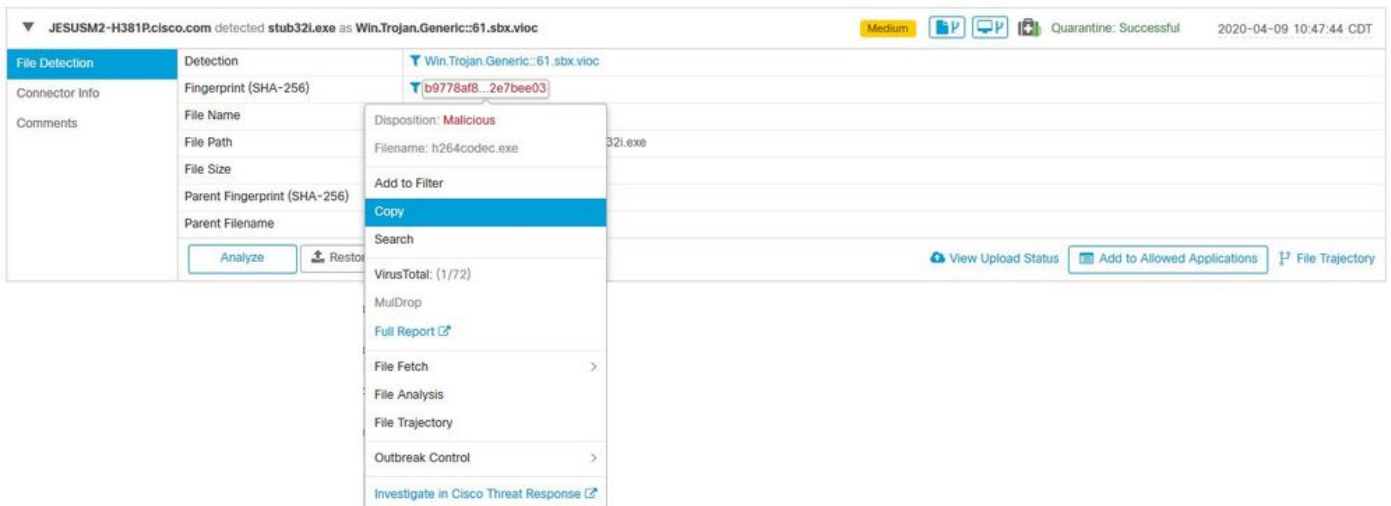 JESUSM2-H381P.cisco.com detected stub32i.exe as Win.Trojan.Generic::61.sbx.vioc Medium Quarantine: Successful 2020-04-09 10:47:44 CDT
File Detection
Connector Info
Comments
Detection Win.Trojan.Generic::61.sbx.vioc
Fingerprint (SHA-256) b9778af8...2e7bee03
File Name
File Path 32i.exe
File Size
Parent Fingerprint (SHA-256)
Parent Filename
Analyze Restor
Disposition: Malicious
Filename: h264codec.exe
Add to Filter
Copy
Search
VirusTotal: (1/72)
MulDrop
Full Report
File Fetch
File Analysis
File Trajectory
Outbreak Control
Investigate in Cisco Threat Response
View Upload Status Add to Allowed Applications File Trajectory